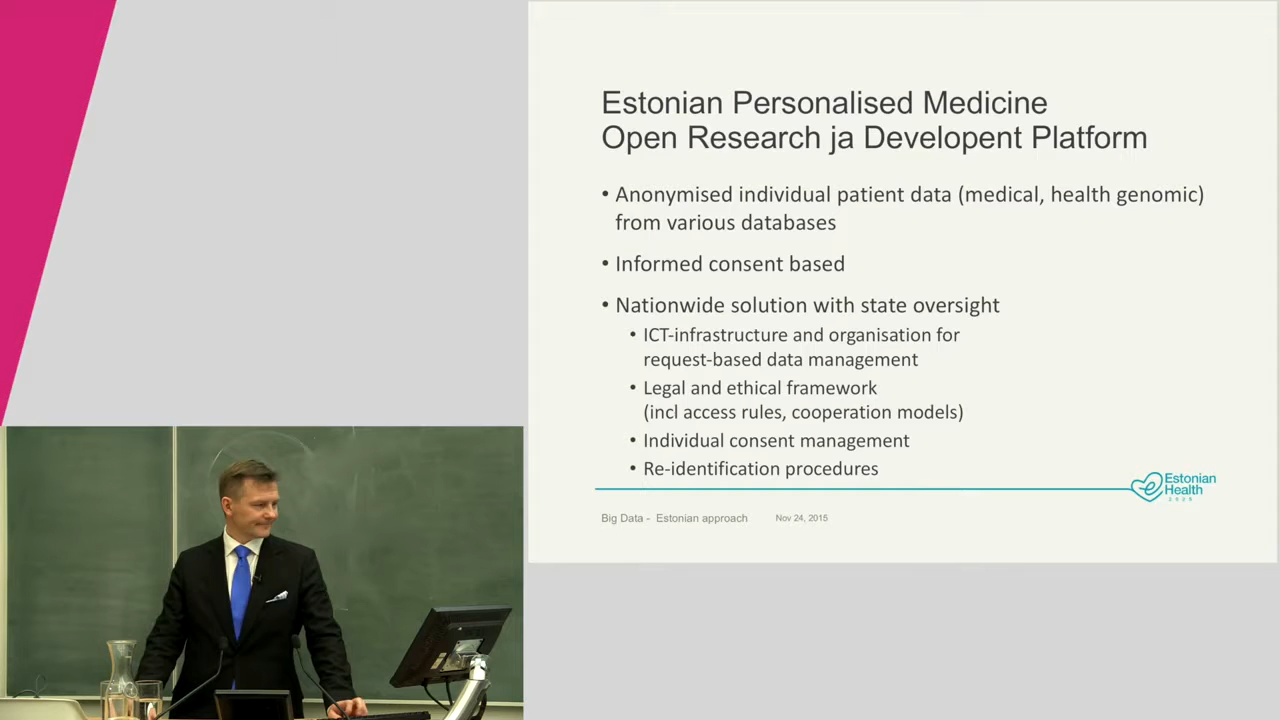 Estonian Personalised Medicine
Open Research ja Developent Platform
• Anonymised individual patient data (medical, health genomic)
from various databases
• Informed consent based
• Nationwide solution with state oversight
• ICT-infrastructure and organisation for
request-based data management
• Legal and ethical framework
(incl access rules, cooperation models)
• Individual consent management
• Re-identification procedures
Estonian
Health
2020
Big Data - Estonian approach Nov 24, 2015